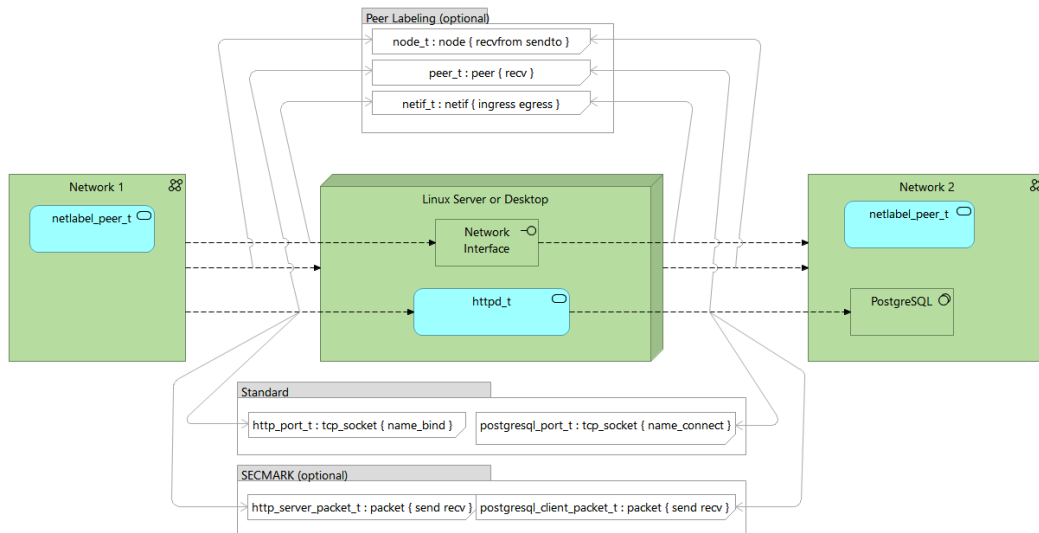 Peer Labeling (optional)
node_t : node { recvfrom sendto }
peer_t : peer { recv }
netif_t : netif { ingress egress }
Network 1
netlabel_peer_t
Linux Server or Desktop
Network
Interface
httpd_t
Network 2
netlabel_peer_t
PostgreSQL
Standard
http_port_t : tcp_socket { name_bind }
postgresql_port_t : tcp_socket { name_connect }
SECMARK (optional)
http_server_packet_t : packet { send recv }
postgresql_client_packet_t : packet { send recv }